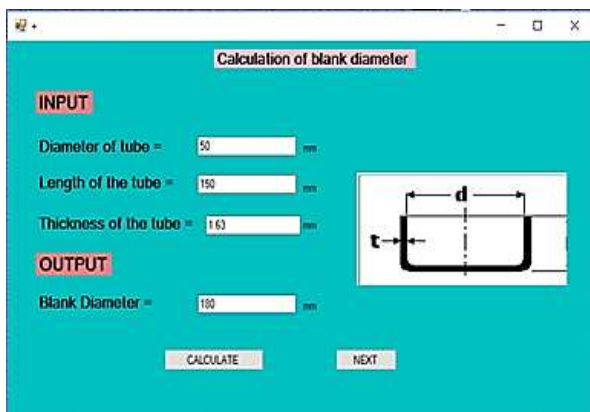 +
Calculation of blank diameter
INPUT
Diameter of tube = 50 mm
Length of the tube = 150 mm
Thickness of the tube = 1.63 mm
d
t
OUTPUT
Blank Diameter = 180 mm
CALCULATE NEXT